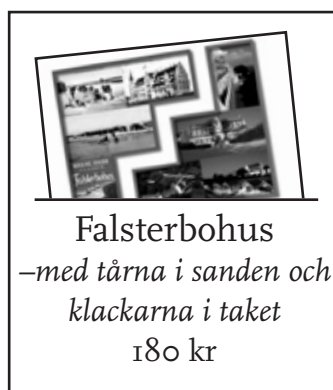 Falsterbohus
–med tårna i sanden och
klackarna i taket
180 kr